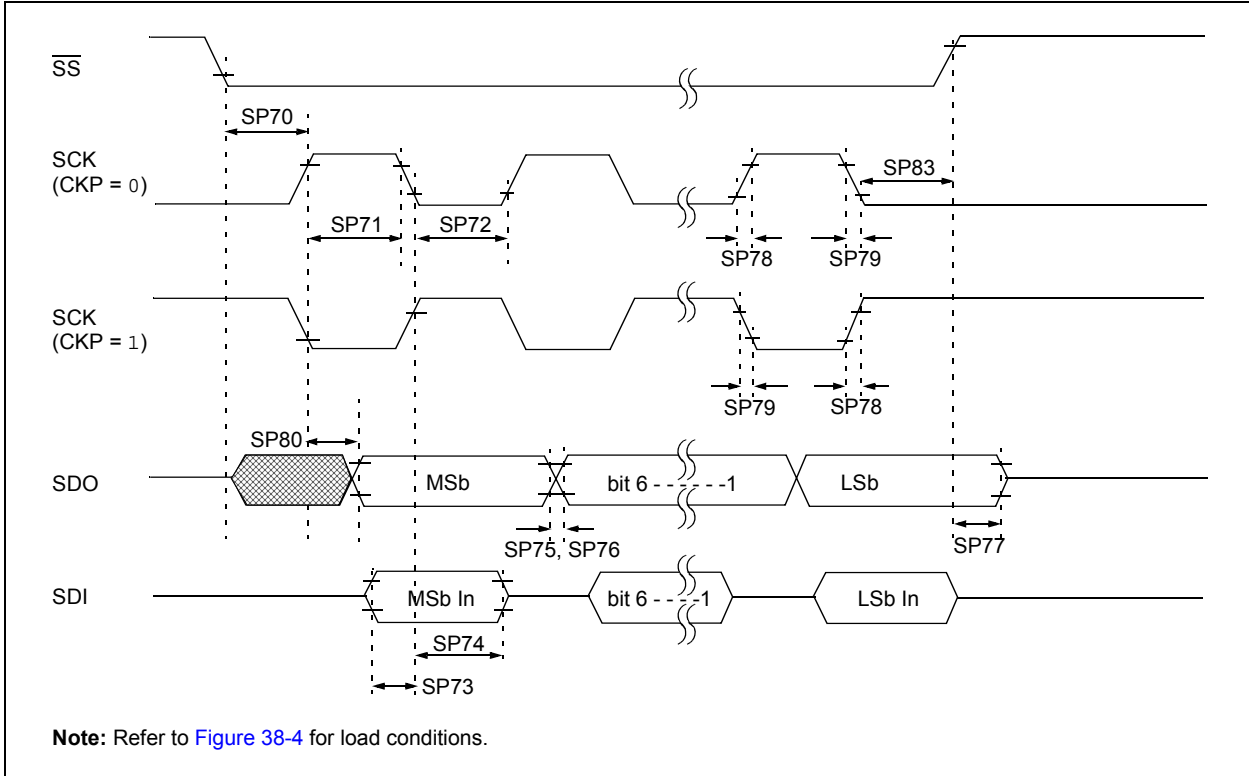 SS
SP70
SCK
(CKP = 0)
SP83
SP71
SP72
SP78
SP79
SCK
(CKP = 1)
SP79
SP78
SP80
SDO
MSb
bit 6 - - - - - -1
LSb
SP75, SP76
SP77
SDI
MSb In
bit 6 - - - -1
LSb In
SP74
SP73
Note: Refer to Figure 38-4 for load conditions.